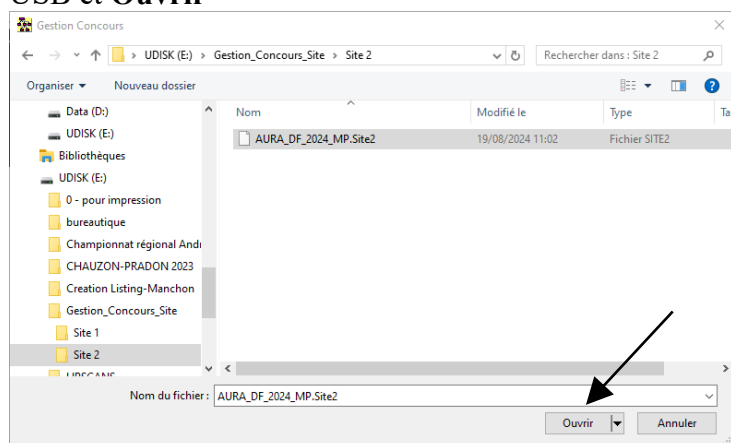 USB et Ouvrir
Gestion Concours
UDISK (E:) > Gestion_Concours_Site > Site 2
Rechercher dans : Site 2
Organiser
Nouveau dossier
Nom
Modifié le
Type
Ta
Data (D:)
UDISK (E:)
Bibliothèques
UDISK (E:)
0 - pour impression
bureautique
Championnat régional Andr
CHAUZON-PRADON 2023
Creation Listing-Manchon
Gestion_Concours_Site
Site 1
Site 2
AURA_DF_2024_MP.Site2
19/08/2024 11:02
Fichier SITE2
Nom du fichier :
AURA_DF_2024_MP.Site2
Ouvrir
Annuler